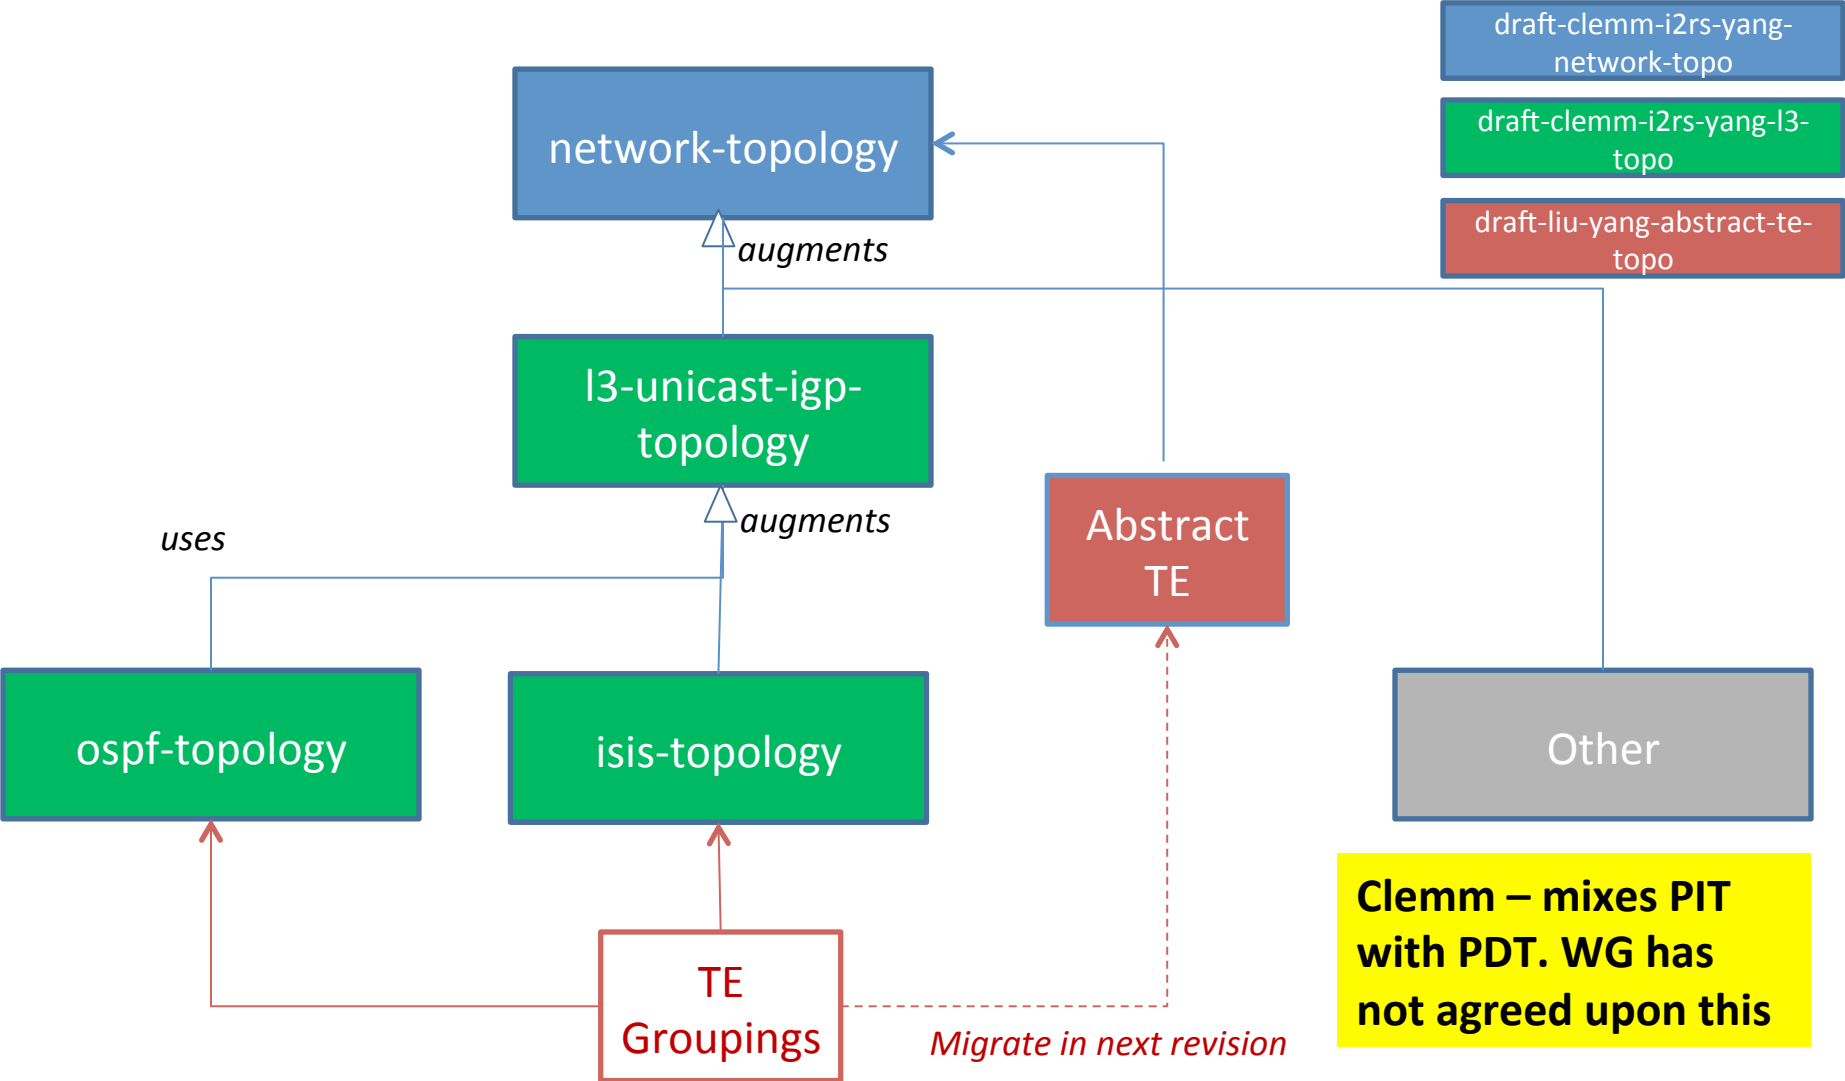 draft-clemm-i2rs-yang-
network-topo
network-topology
draft-clemm-i2rs-yang-l3-
topo
draft-liu-yang-abstract-te-
topo
augments
l3-unicast-igp-
topology
augments
uses
Abstract
TE
ospf-topology
isis-topology
Other
Clemm – mixes PIT
with PDT. WG has
not agreed upon this
TE
Groupings
Migrate in next revision